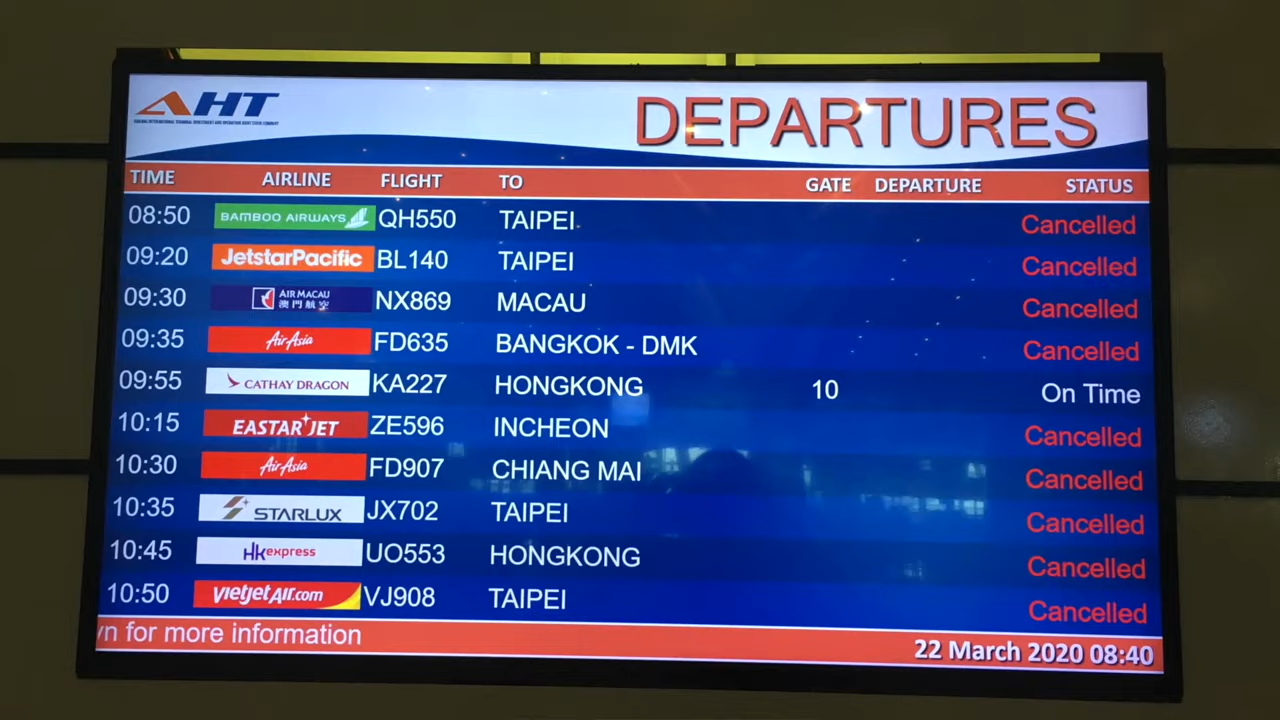 AHT
DEPARTURES
TIME AIRLINE FLIGHT TO GATE DEPARTURE STATUS
08:50 BAMBOO AIRWAYS QH550 TAIPEI Cancelled
09:20 JetstarPacific BL140 TAIPEI Cancelled
09:30 AIR MACAU 澳門航空 NX869 MACAU Cancelled
09:35 AirAsia FD635 BANGKOK - DMK Cancelled
09:55 CATHAY DRAGON KA227 HONGKONG 10 On Time
10:15 EASTAR JET ZE596 INCHEON Cancelled
10:30 AirAsia FD907 CHIANG MAI Cancelled
10:35 STARLUX JX702 TAIPEI Cancelled
10:45 HK express UO553 HONGKONG Cancelled
10:50 vietjetAir.com VJ908 TAIPEI Cancelled
vn for more information
22 March 2020 08:40